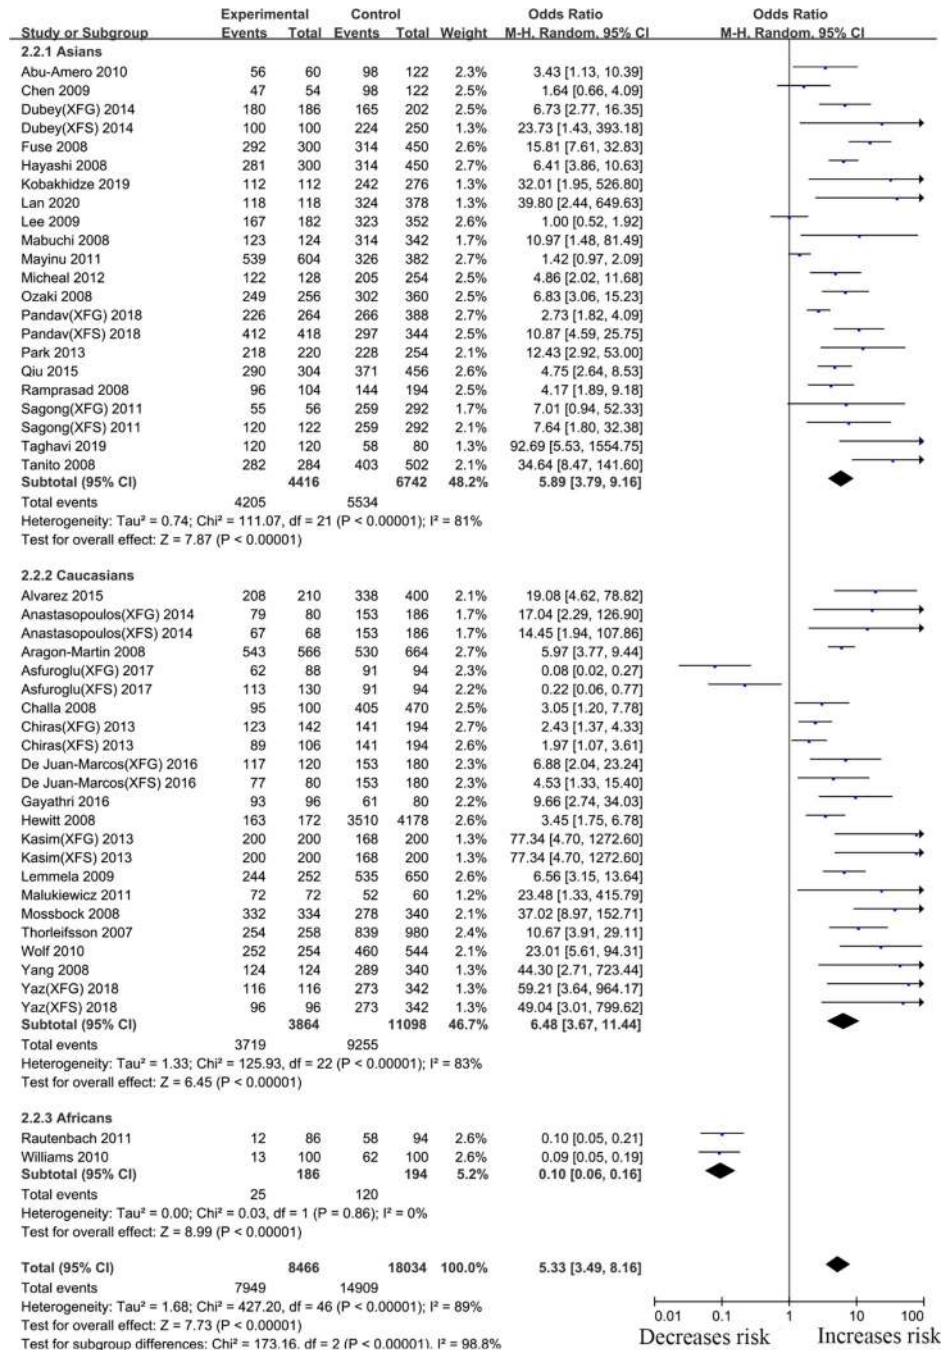 Experimental Control Odds Ratio Odds Ratio
Study or Subgroup Events Total Events Total Weight M-H, Random, 95% CI M-H, Random, 95% CI
2.2.1 Asians
Abu-Amero 2010 56 60 98 122 2.3% 3.43 [1.13, 10.39]
Chen 2009 47 54 98 122 2.5% 1.64 [0.66, 4.09]
Dubey(XFG) 2014 180 186 165 202 2.5% 6.73 [2.77, 16.35]
Dubey(XFS) 2014 100 100 224 250 1.3% 23.73 [1.43, 393.18]
Fuse 2008 292 300 314 450 2.6% 15.81 [7.61, 32.83]
Hayashi 2008 281 300 314 450 2.6% 6.41 [3.86, 10.63]
Kobakhidze 2019 112 112 242 276 1.3% 32.01 [1.95, 526.80]
Lan 2020 118 118 324 378 1.3% 39.80 [2.44, 649.63]
Lee 2009 167 182 323 352 2.6% 1.00 [0.52, 1.92]
Mabuchi 2008 123 124 314 342 1.7% 10.97 [1.48, 81.49]
Mayinu 2011 539 604 326 382 2.7% 1.42 [0.97, 2.09]
Micheal 2012 122 128 205 254 2.5% 4.86 [2.02, 11.68]
Ozaki 2008 249 256 302 360 2.5% 6.83 [3.06, 15.23]
Pandav(XFG) 2018 226 264 266 388 2.7% 2.73 [1.82, 4.09]
Pandav(XFS) 2018 412 418 297 344 2.5% 10.87 [4.59, 25.75]
Park 2013 218 220 228 254 2.1% 12.43 [2.92, 53.00]
Qiu 2015 290 304 371 456 2.6% 4.75 [2.64, 8.53]
Ramprasad 2008 96 104 144 194 2.5% 4.17 [1.89, 9.18]
Sagong(XFG) 2011 55 56 259 292 1.7% 7.01 [0.94, 52.33]
Sagong(XFS) 2011 120 122 259 292 2.1% 7.64 [1.80, 32.38]
Taghavi 2019 120 120 58 80 1.3% 92.69 [5.53, 1554.75]
Tanito 2008 282 284 403 502 2.1% 34.64 [8.47, 141.60]
Subtotal (95% CI) 4416 6742 48.2% 5.89 [3.79, 9.16]
Total events 4205 5534
Heterogeneity: Tau² = 0.74; Chi² = 111.07, df = 21 (P < 0.00001); I² = 81%
Test for overall effect: Z = 7.87 (P < 0.00001)
2.2.2 Caucasians
Alvarez 2015 208 210 338 400 2.1% 19.08 [4.62, 78.82]
Anastasopoulos(XFG) 2014 79 80 153 186 1.7% 17.04 [2.29, 126.90]
Anastasopoulos(XFS) 2014 67 68 153 186 1.7% 14.45 [1.94, 107.86]
Aragon-Martin 2008 543 566 530 664 2.7% 5.97 [3.77, 9.44]
Asfuroglu(XFG) 2017 62 88 91 94 2.3% 0.08 [0.02, 0.27]
Asfuroglu(XFS) 2017 113 130 91 94 2.2% 0.22 [0.06, 0.77]
Challa 2008 95 100 405 470 2.4% 3.05 [1.20, 7.78]
Chiras(XFG) 2013 123 142 141 194 2.6% 2.43 [1.37, 4.33]
Chiras(XFS) 2013 89 106 141 194 2.6% 1.97 [1.07, 3.61]
De Juan-Marcos(XFG) 2016 117 120 153 180 2.3% 6.88 [2.04, 23.24]
De Juan-Marcos(XFS) 2016 77 80 153 180 2.3% 4.53 [1.33, 15.40]
Gayathri 2016 93 96 61 80 2.2% 9.66 [2.74, 34.03]
Hewitt 2008 163 172 3510 4178 2.6% 3.45 [1.75, 6.78]
Kasim(XFG) 2013 200 200 168 200 1.3% 77.34 [4.70, 1272.60]
Kasim(XFS) 2013 200 200 168 200 1.3% 77.34 [4.70, 1272.60]
Lemmela 2009 244 252 535 650 2.5% 6.56 [3.15, 13.64]
Malukiewicz 2011 72 72 52 60 1.2% 23.48 [1.33, 415.79]
Mossbock 2008 332 334 278 340 2.1% 37.02 [8.97, 152.71]
Thorleifsson 2007 254 258 839 980 2.4% 10.67 [3.91, 29.11]
Wolf 2010 252 254 460 544 2.1% 23.01 [5.61, 94.31]
Yang 2008 124 124 289 340 1.3% 44.30 [2.71, 723.44]
Yaz(XFG) 2018 116 116 273 342 1.3% 59.21 [3.64, 964.17]
Yaz(XFS) 2018 96 96 273 342 1.3% 49.04 [3.01, 799.62]
Subtotal (95% CI) 3864 11098 46.7% 6.48 [3.67, 11.44]
Total events 3719 9255
Heterogeneity: Tau² = 1.33; Chi² = 125.93, df = 22 (P < 0.00001); I² = 83%
Test for overall effect: Z = 6.45 (P < 0.00001)
2.2.3 Africans
Rautenbach 2011 12 86 58 94 2.6% 0.10 [0.05, 0.21]
Williams 2010 13 100 62 100 2.6% 0.09 [0.05, 0.19]
Subtotal (95% CI) 186 194 5.2% 0.10 [0.06, 0.16]
Total events 25 120
Heterogeneity: Tau² = 0.00; Chi² = 0.03, df = 1 (P = 0.86); I² = 0%
Test for overall effect: Z = 8.99 (P < 0.00001)
Total (95% CI) 8466 18034 100.0% 5.33 [3.49, 8.16]
Total events 7949 14909
Heterogeneity: Tau² = 1.68; Chi² = 427.20, df = 46 (P < 0.00001); I² = 89%
Test for overall effect: Z = 7.73 (P < 0.00001)
Test for subgroup differences: Chi² = 173.16, df = 2 (P < 0.00001), I² = 98.8%
0.01 0.1 1 10 100
Decreases risk Increases risk